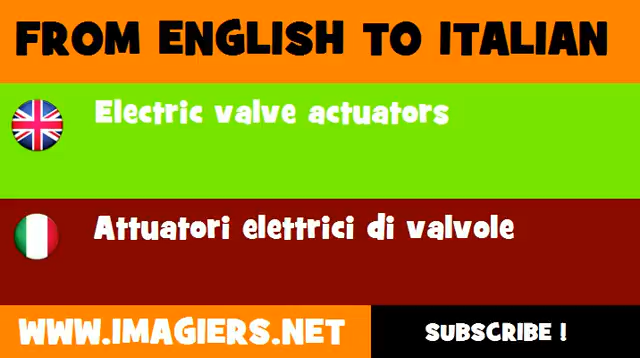 FROM ENGLISH TO ITALIAN
Electric valve actuators
Attuatori elettrici di valvole
WWW.IMAGIERS.NET
SUBSCRIBE !